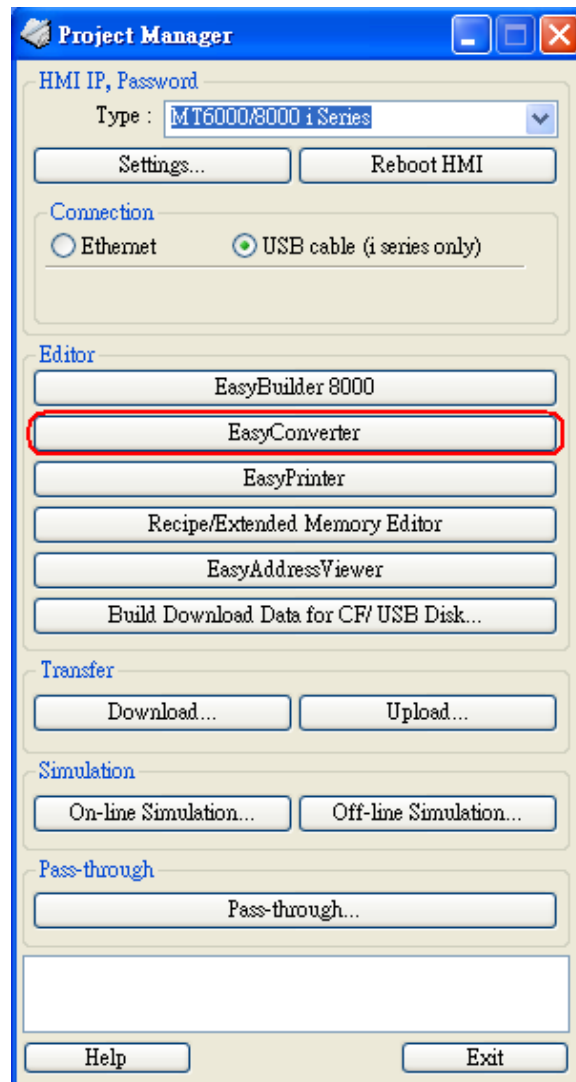 Project Manager
HMI IP, Password
Type : MT6000/8000 i Series
Settings... Reboot HMI
Connection
Ethernet USB cable (i series only)
Editor
EasyBuilder 8000
EasyConverter
EasyPrinter
Recipe/Extended Memory Editor
EasyAddressViewer
Build Download Data for CF/ USB Disk...
Transfer
Download... Upload...
Simulation
On-line Simulation... Off-line Simulation...
Pass-through
Pass-through...
Help Exit